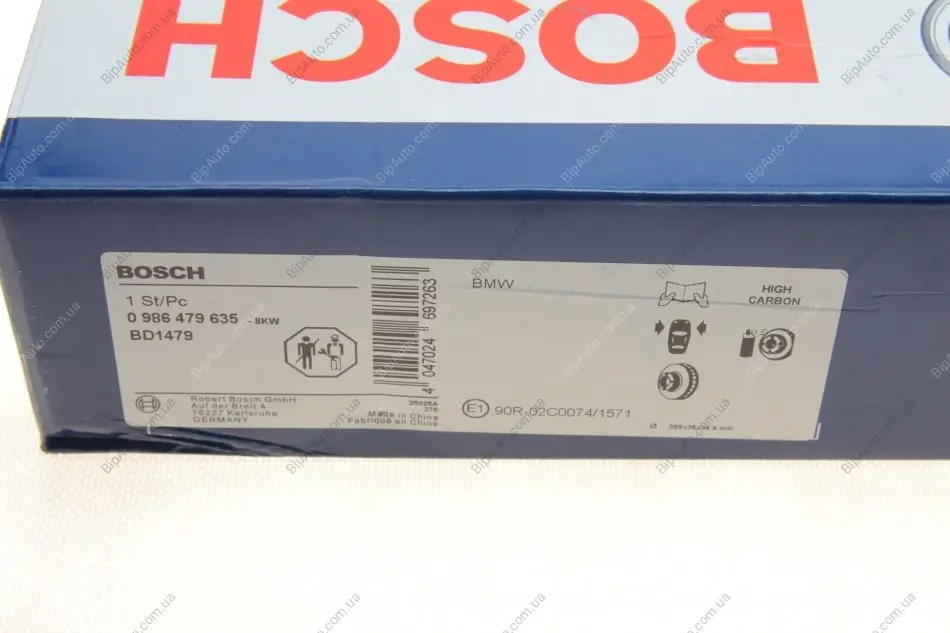 BOSCH
BOSCH
1 St/Pc
0 986 479 635 - 8KW
BD1479
Robert Bosch GmbH
Auf der Breit 4
76227 Karlsruhe
GERMANY
Made in China
Fabriqué en Chine
4 047024 697263
BMW
E1 90R-02C0074/1571
HIGH
CARBON
BipAuto.com.ua